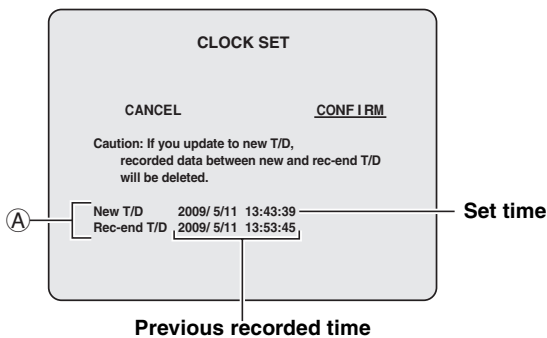 CLOCK SET
CANCEL CONFIRM
Caution: If you update to new T/D,
recorded data between new and rec-end T/D
will be deleted.
A New T/D 2009/ 5/11 13:43:39 Set time
Rec-end T/D 2009/ 5/11 13:53:45
Previous recorded time